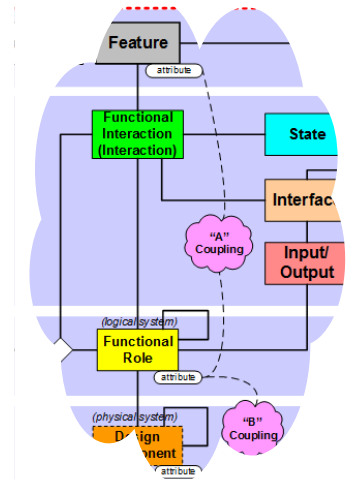 Feature
attribute
Functional
Interaction
(Interaction)
State
Interfac
"A"
Coupling
Input/
Output
(logical system)
Functional
Role
attribute
(physical system)
"B"
Coupling
attribute